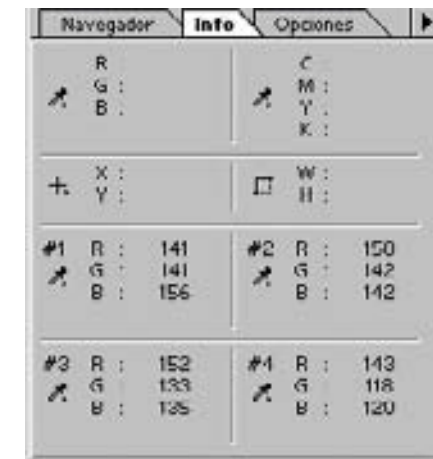 Navegador Info Opciones
R :
G :
B :
C :
M :
Y :
K :
X :
Y :
W :
H :
#1 R : 141
G : 141
B : 156
#2 R : 150
G : 142
B : 142
#3 R : 152
G : 133
B : 135
#4 R : 143
G : 118
B : 120